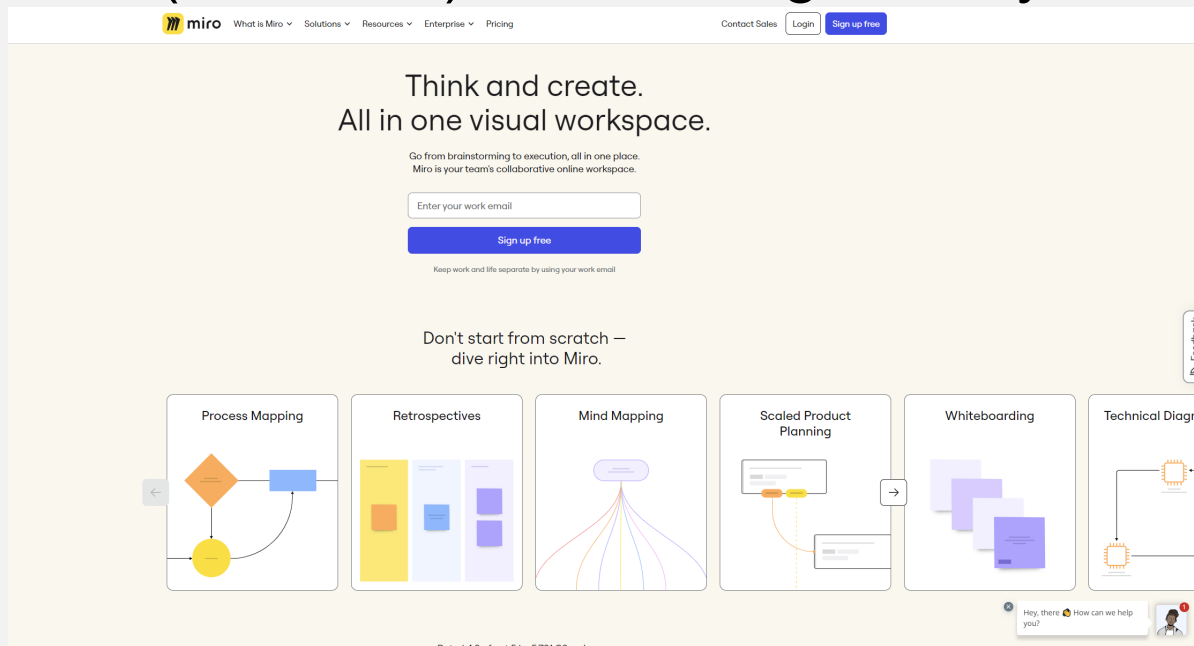 miro
What is Miro Solutions Resources Enterprise Pricing
Contact Sales Login Sign up free
Think and create.
All in one visual workspace.
Go from brainstorming to execution, all in one place.
Miro is your team's collaborative online workspace.
Enter your work email
Sign up free
Keep work and life separate by using your work email
Don't start from scratch —
dive right into Miro.
Process Mapping
Retrospectives
Mind Mapping
Scaled Product
Planning
Whiteboarding
Technical Diagr
Hey, there 👋 How can we help
you?
1